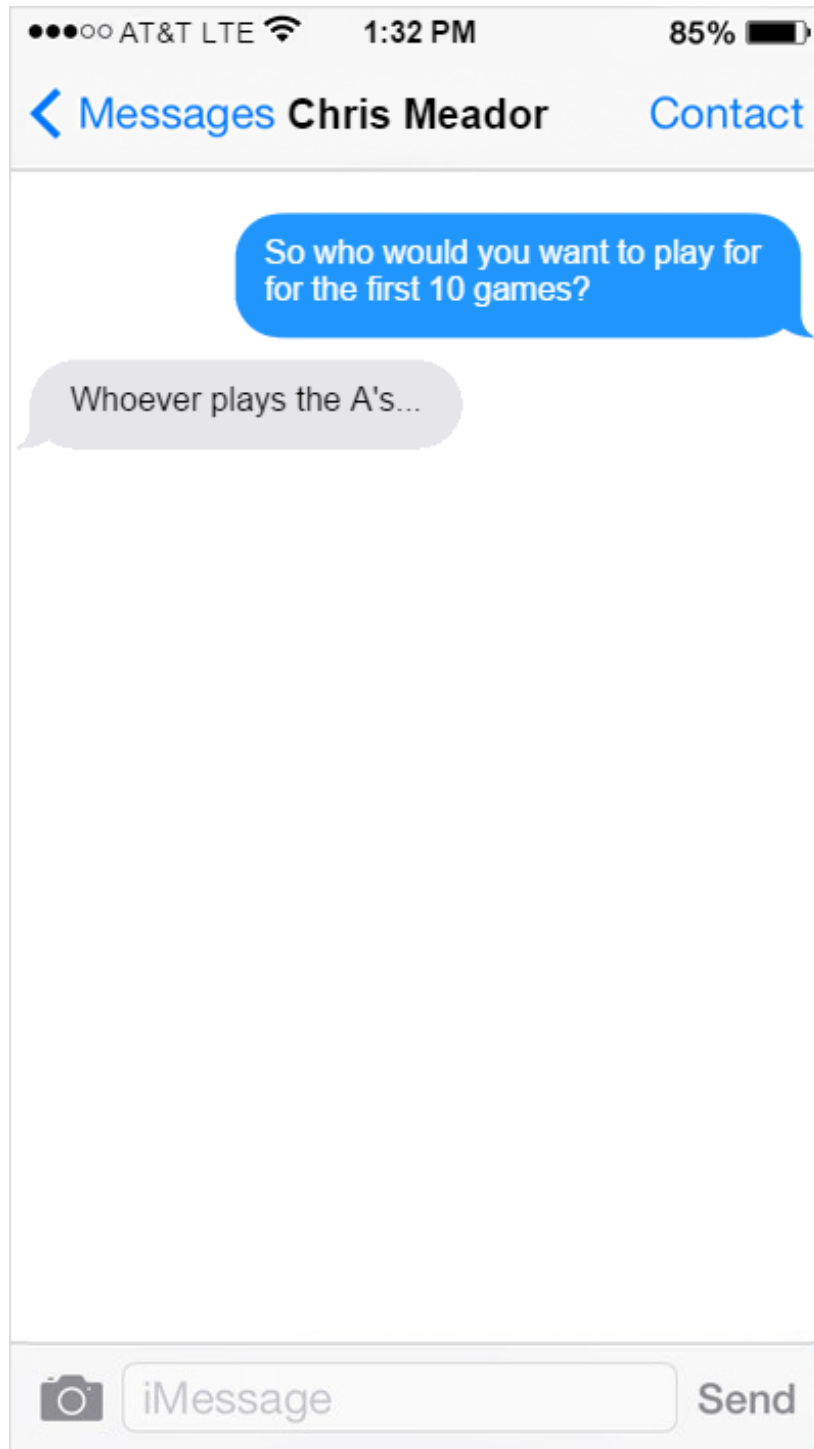 AT&T LTE 1:32 PM 85%
Messages Chris Meador Contact
So who would you want to play for
for the first 10 games?
Whoever plays the A's...
iMessage Send